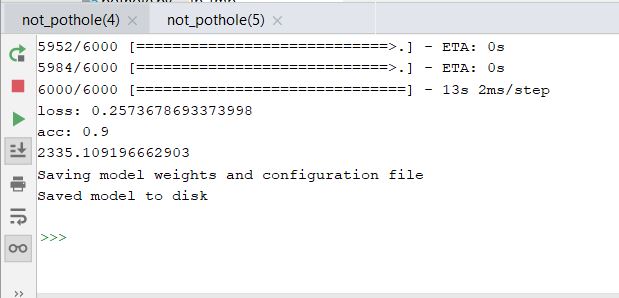 not_pothole(4) × not_pothole(5) ×
5952/6000 [============================>.] - ETA: 0s
5984/6000 [============================>.] - ETA: 0s
6000/6000 [==============================] - 13s 2ms/step
loss: 0.2573678693373998
acc: 0.9
2335.109196662903
Saving model weights and configuration file
Saved model to disk
>>>